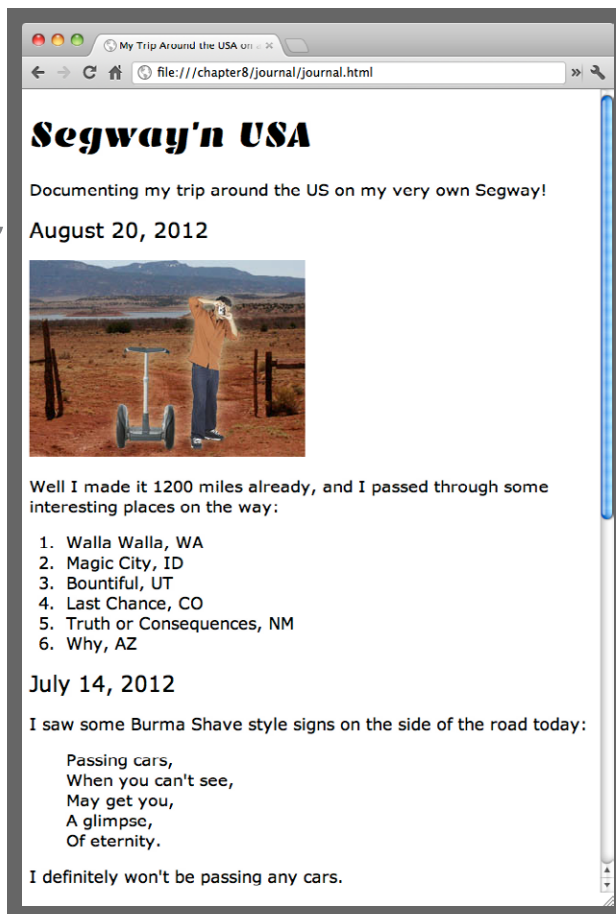 My Trip Around the USA on a
file:///chapter8/journal/journal.html
Segway'n USA
Documenting my trip around the US on my very own Segway!
August 20, 2012
Well I made it 1200 miles already, and I passed through some
interesting places on the way:
1. Walla Walla, WA
2. Magic City, ID
3. Bountiful, UT
4. Last Chance, CO
5. Truth or Consequences, NM
6. Why, AZ
July 14, 2012
I saw some Burma Shave style signs on the side of the road today:
Passing cars,
When you can't see,
May get you,
A glimpse,
Of eternity.
I definitely won't be passing any cars.